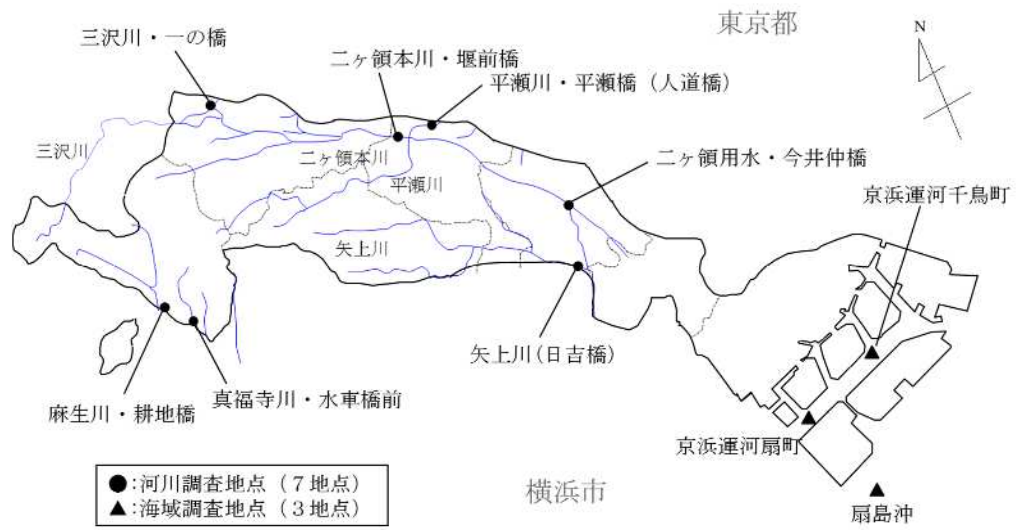 東京都
N
三沢川・一の橋
二ヶ領本川・堰前橋
平瀬川・平瀬橋（人道橋）
三沢川
二ヶ領本川
平瀬川
二ヶ領用水・今井仲橋
京浜運河千鳥町
矢上川
矢上川(日吉橋)
真福寺川・水車橋前
麻生川・耕地橋
京浜運河扇町
横浜市
扇島沖
●:河川調査地点（７地点）
▲:海域調査地点（３地点）